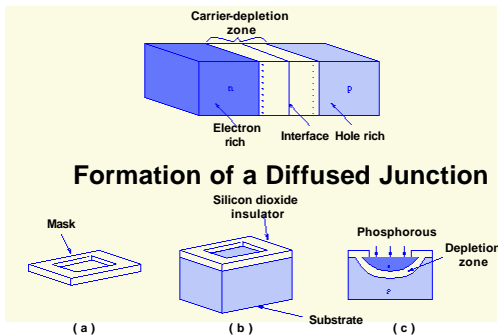 Carrier-depletion
zone
n
p
Electron
rich
Interface
Hole rich
Formation of a Diffused Junction
Silicon dioxide
insulator
Mask
Phosphorous
Depletion
zone
Substrate
( a )
( b )
( c )